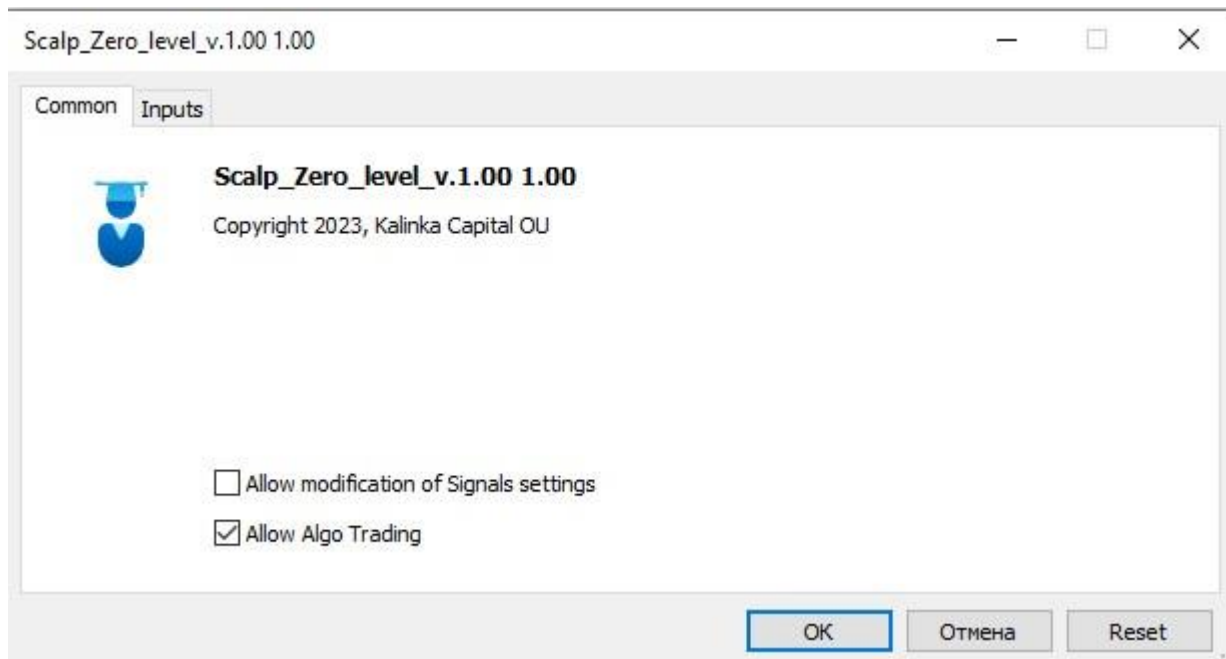 Scalp_Zero_level_v.1.00 1.00
Common Inputs
Scalp_Zero_level_v.1.00 1.00
Copyright 2023, Kalinka Capital OU
Allow modification of Signals settings
Allow Algo Trading
OK Отмена Reset